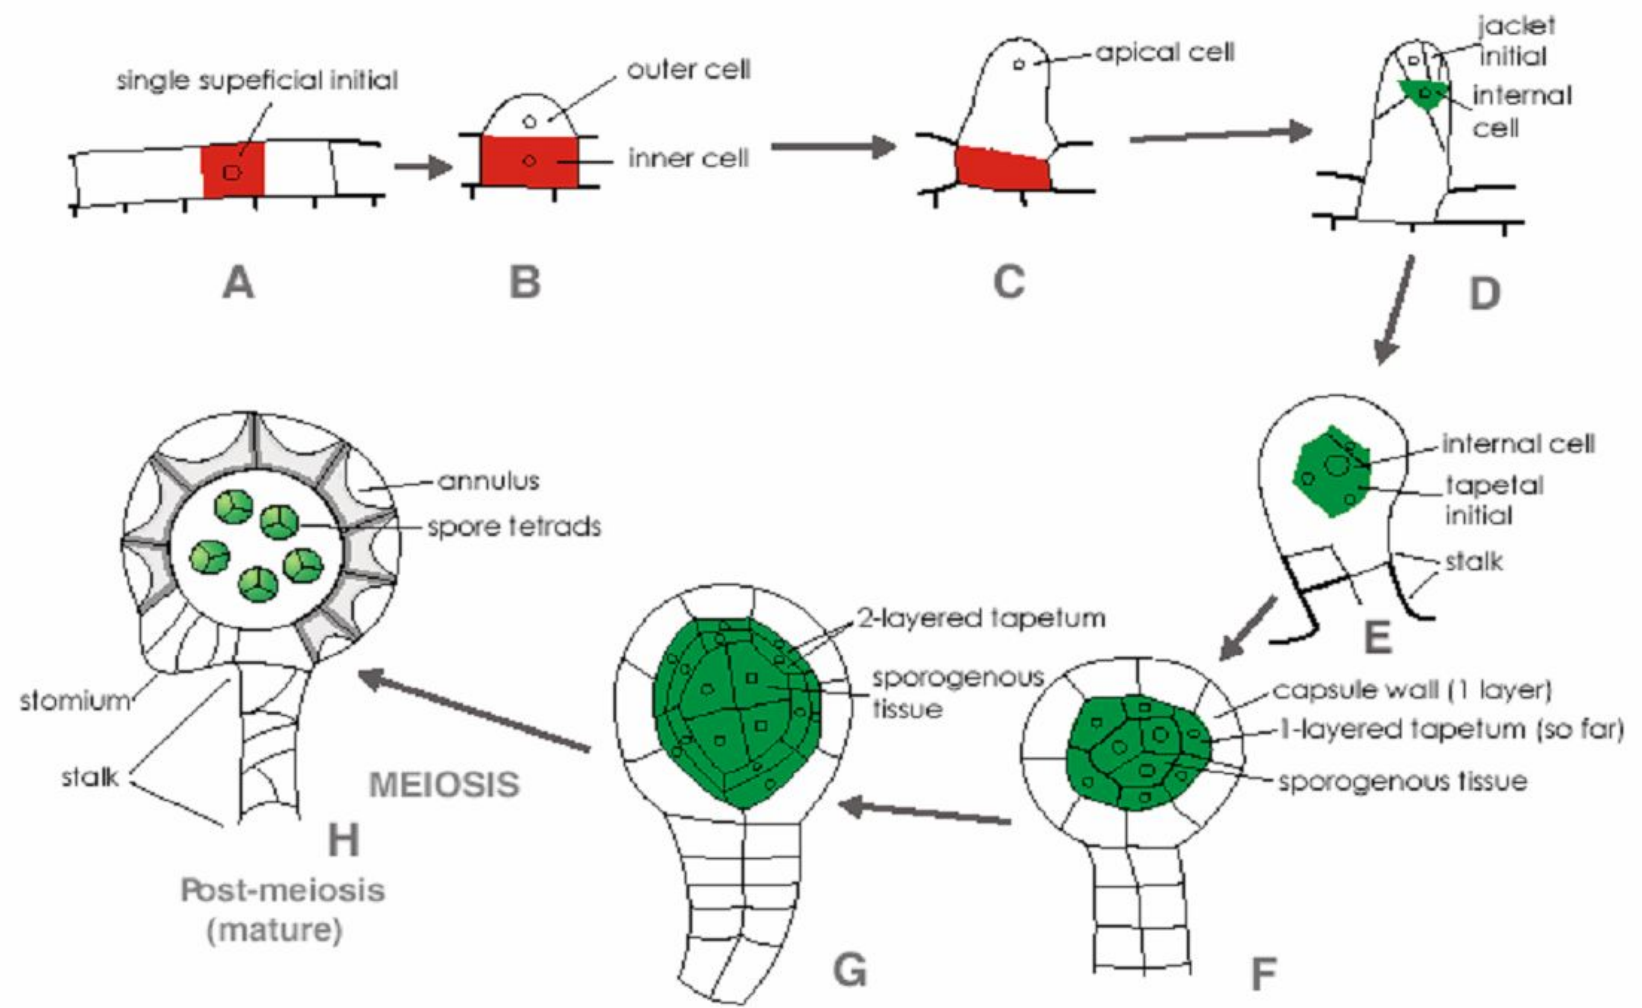 single supeficial initial
A
outer cell
inner cell
B
apical cell
C
jacket
initial
internal
cell
D
internal cell
tapetal
initial
stalk
E
capsule wall (1 layer)
1-layered tapetum (so far)
sporogenous tissue
F
2-layered tapetum
sporogenous
tissue
G
MEIOSIS
annulus
spore tetrads
stomium
stalk
H
Post-meiosis
(mature)